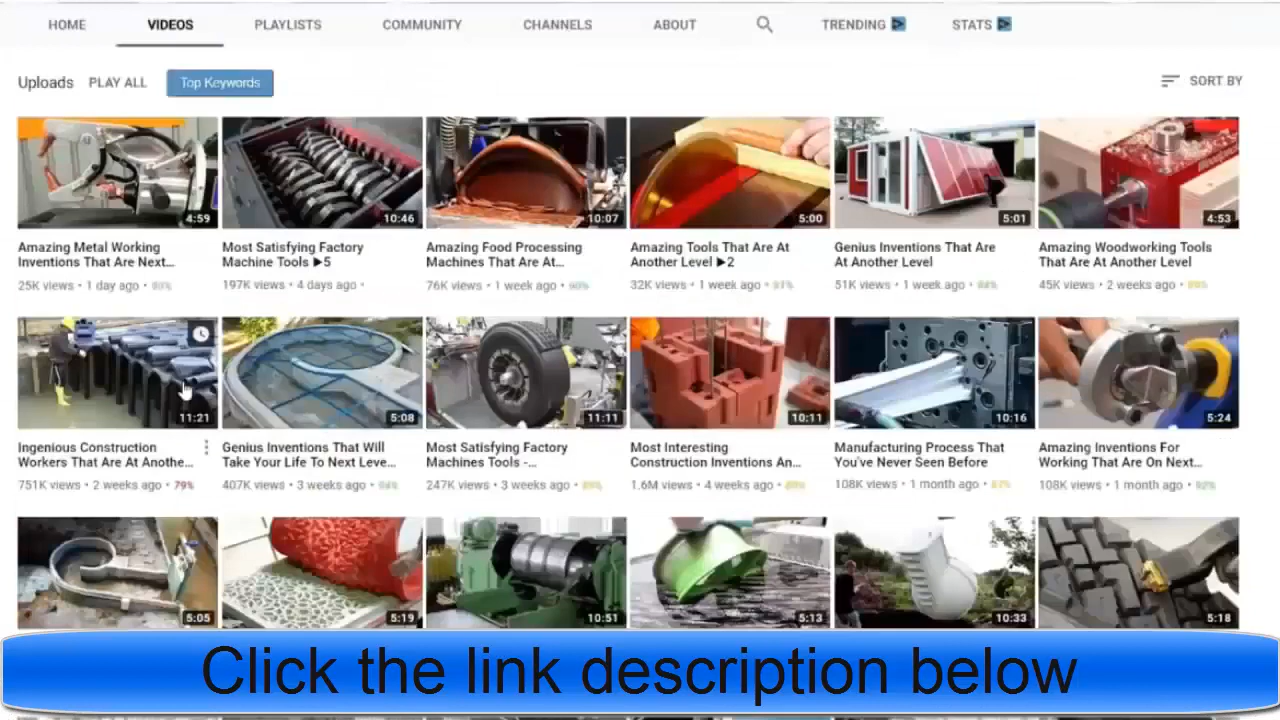 HOME VIDEOS PLAYLISTS COMMUNITY CHANNELS ABOUT TRENDING STATS
Uploads PLAY ALL Top Keywords SORT BY
4:59 10:46 10:07 5:00 5:01 4:53
Amazing Metal Working
Inventions That Are Next...
25K views • 1 day ago •
Most Satisfying Factory
Machine Tools ▶5
197K views • 4 days ago •
Amazing Food Processing
Machines That Are At...
76K views • 1 week ago • 90%
Amazing Tools That Are At
Another Level ▶2
32K views • 1 week ago •
Genius Inventions That Are
At Another Level
51K views • 1 week ago •
Amazing Woodworking Tools
That Are At Another Level
45K views • 2 weeks ago •
11:21 5:08 11:11 10:11 10:16 5:24
Ingenious Construction
Workers That Are At Anothe...
751K views • 2 weeks ago • 79%
Genius Inventions That Will
Take Your Life To Next Leve...
407K views • 3 weeks ago •
Most Satisfying Factory
Machines Tools -...
247K views • 3 weeks ago •
Most Interesting
Construction Inventions An...
1.6M views • 4 weeks ago •
Manufacturing Process That
You've Never Seen Before
108K views • 1 month ago • 87%
Amazing Inventions For
Working That Are On Next...
108K views • 1 month ago • 92%
5:05 5:19 10:51 5:13 10:33 5:18
Click the link description below